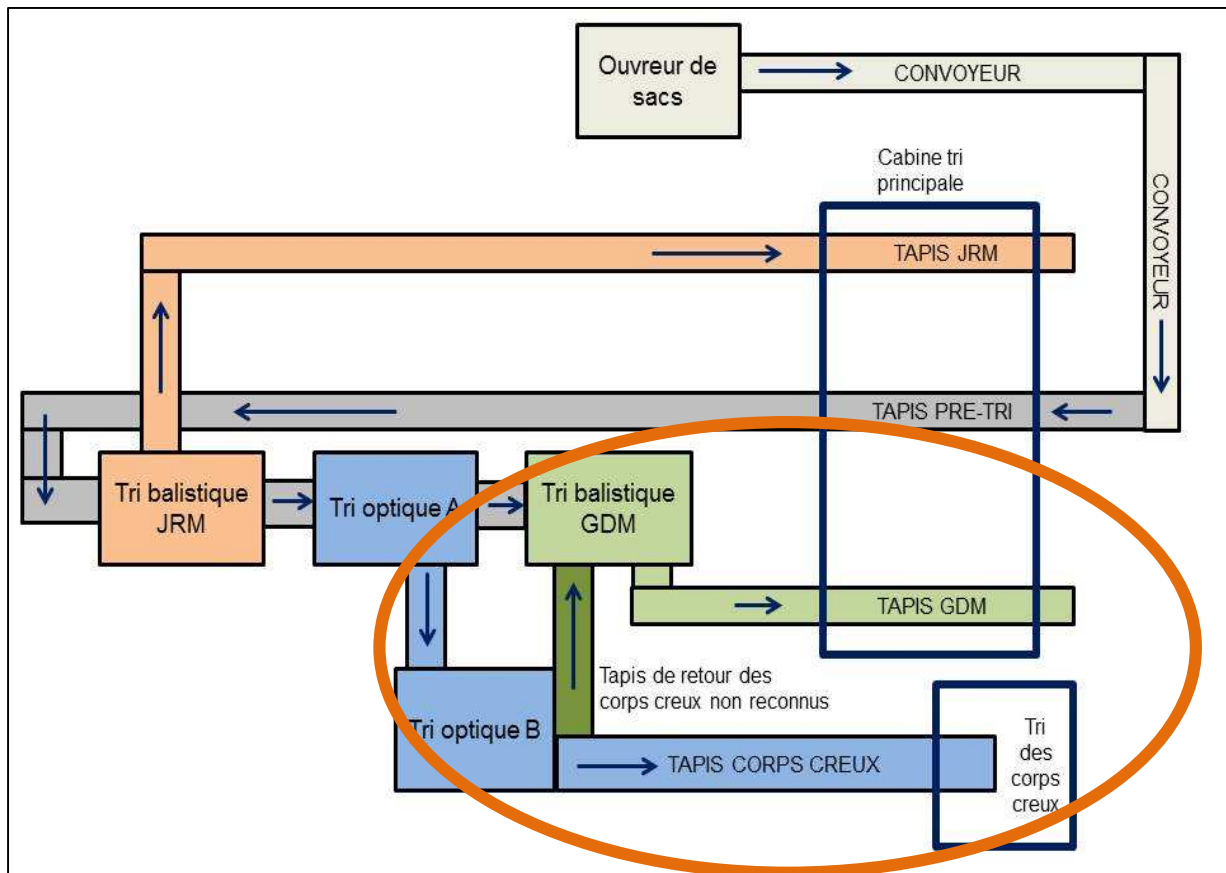 Ouvreur de
sacs
CONVOYEUR
CONVOYEUR
Cabine tri
principale
TAPIS JRM
TAPIS PRE-TRI
Tri balistique
JRM
Tri optique A
Tri balistique
GDM
TAPIS GDM
Tapis de retour des
corps creux non reconnus
Tri optique B
TAPIS CORPS CREUX
Tri
des
corps
creux